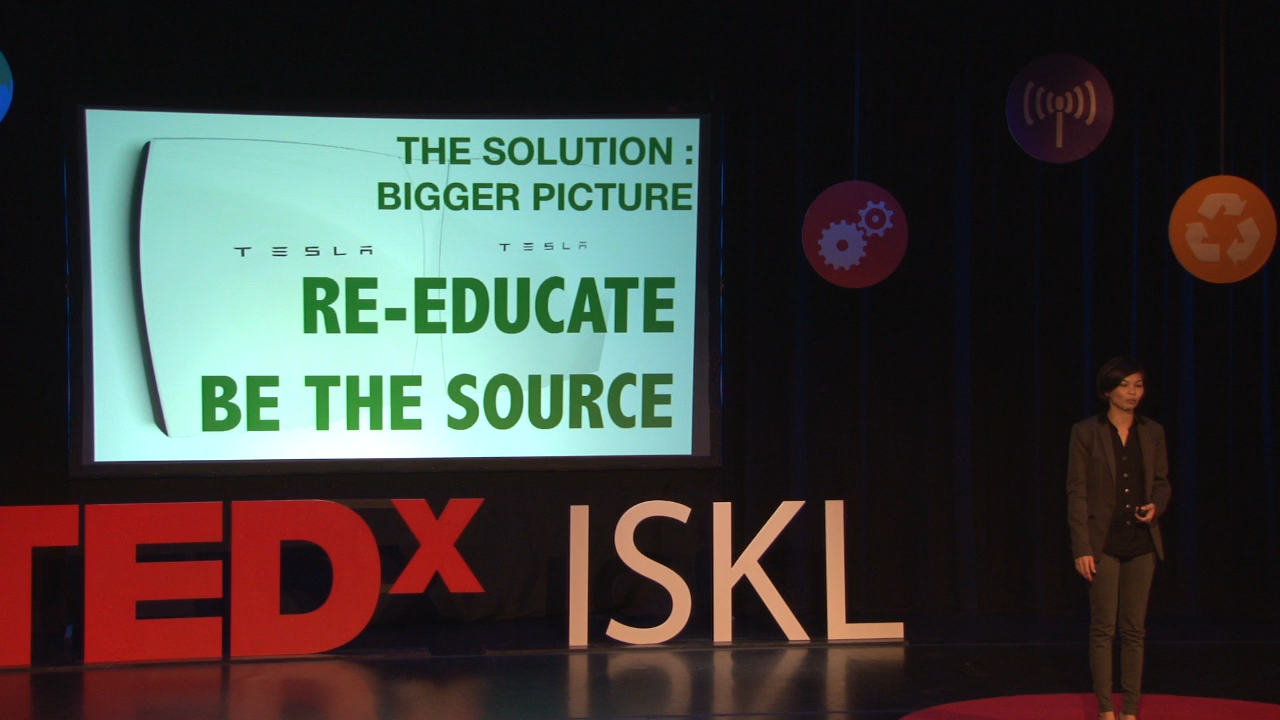 THE SOLUTION :
BIGGER PICTURE
TESLA TESLA
RE-EDUCATE
BE THE SOURCE
TEDx ISKL